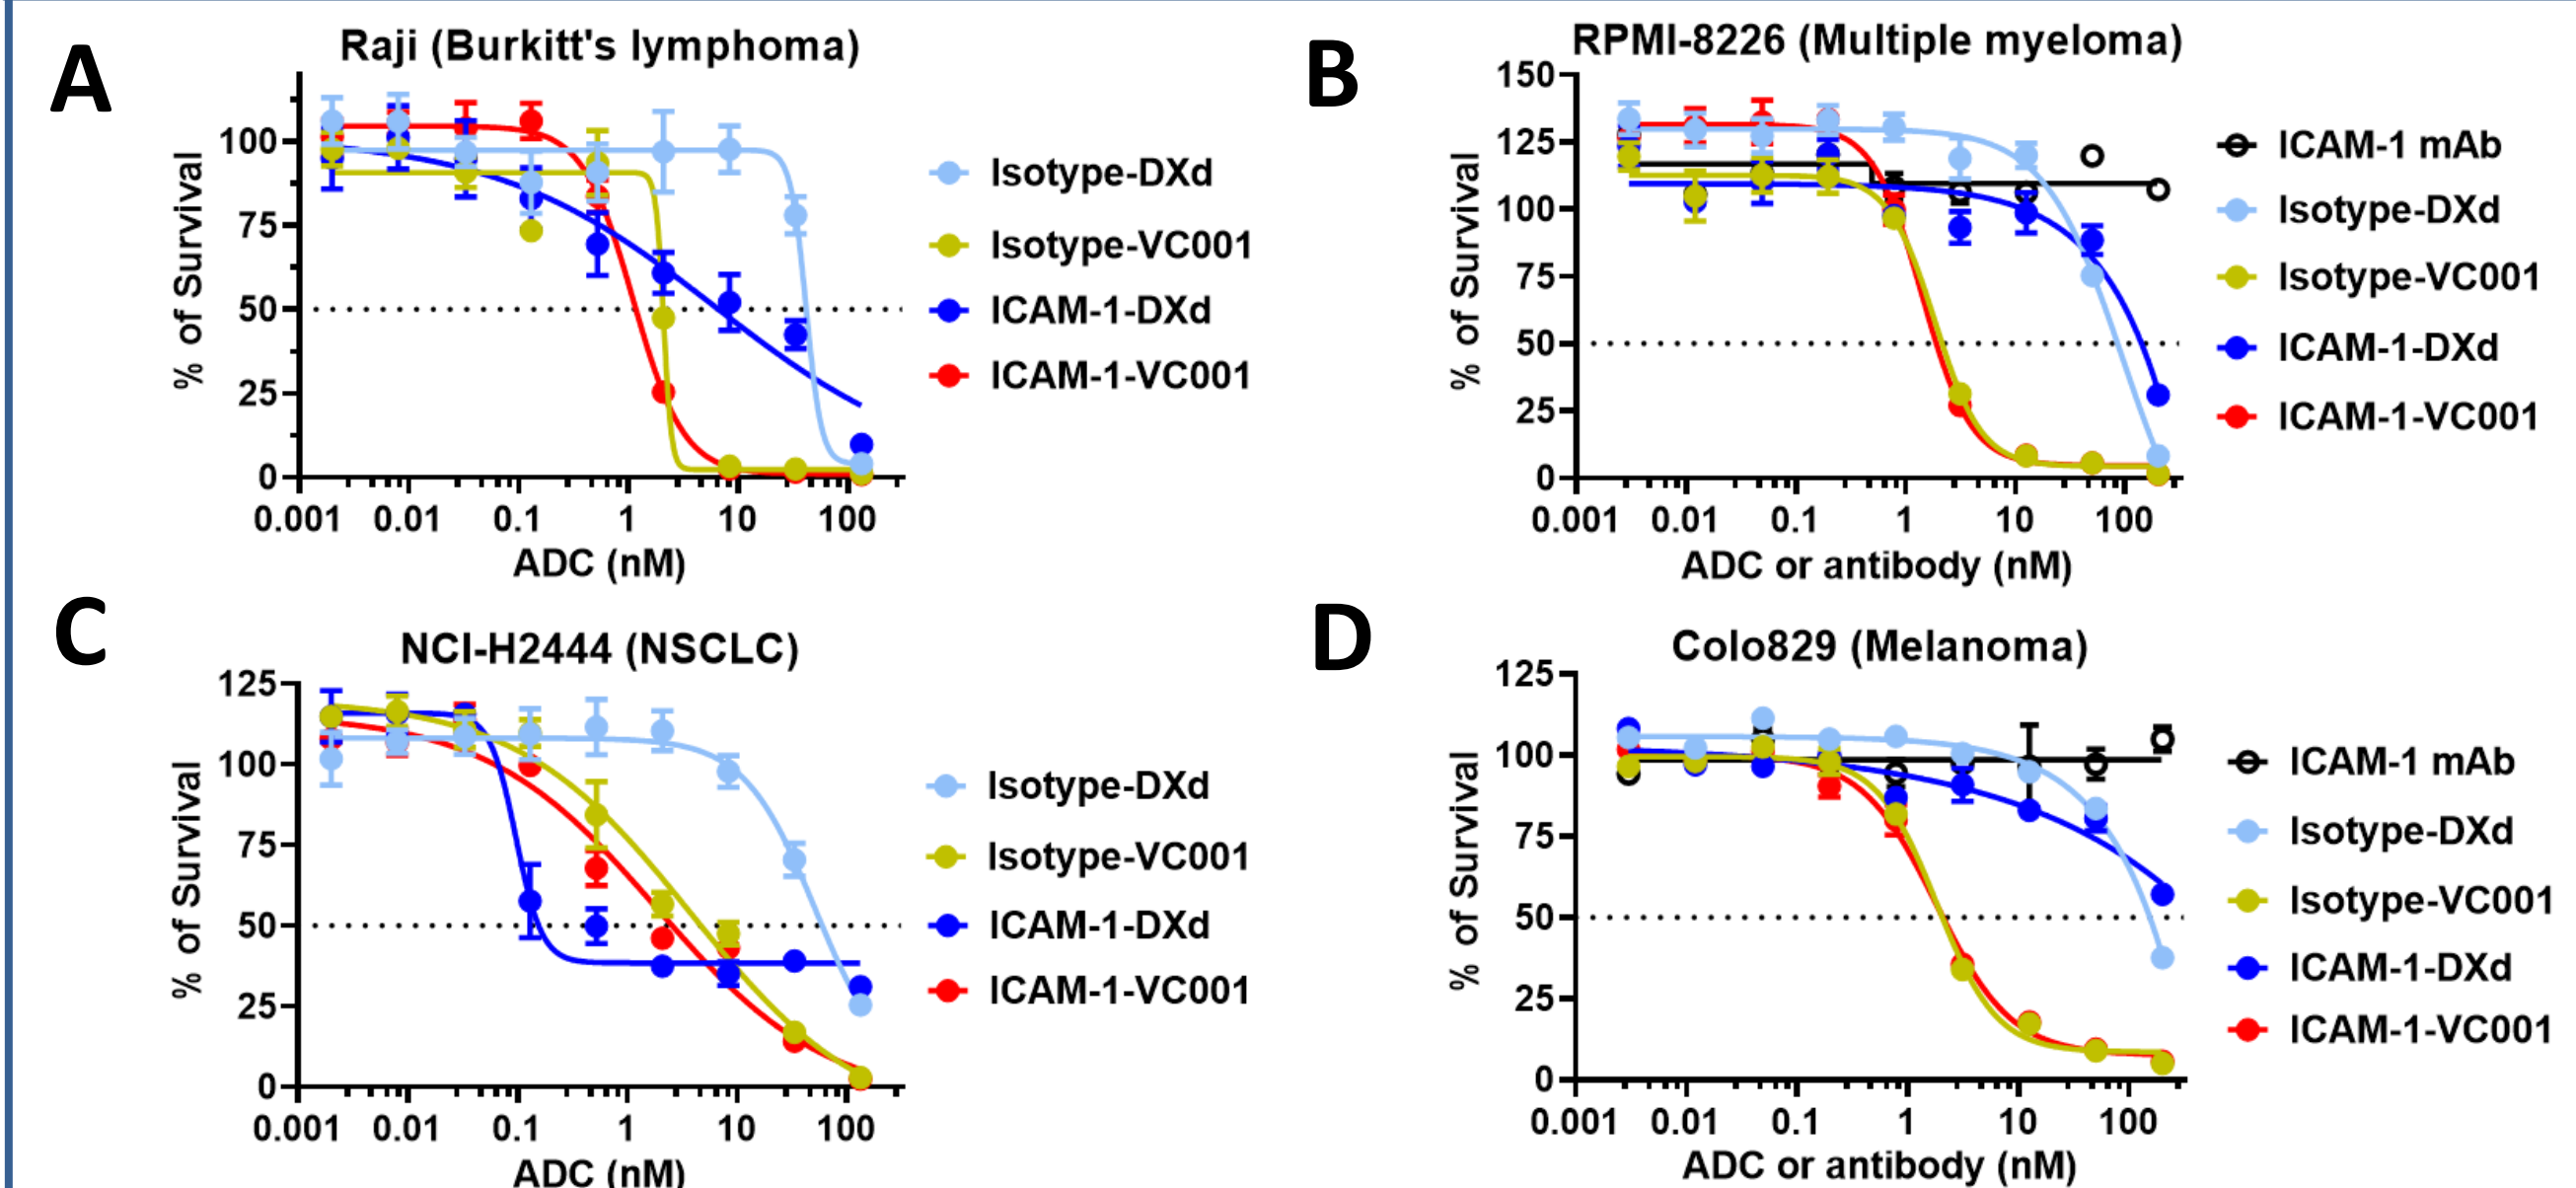 A
Raji (Burkitt's lymphoma)
% of Survival
100
75
50
25
0
0.001 0.01 0.1 1 10 100
ADC (nM)
Isotype-DXd
Isotype-VC001
ICAM-1-DXd
ICAM-1-VC001
B
RPMI-8226 (Multiple myeloma)
% of Survival
150
125
100
75
50
25
0
0.001 0.01 0.1 1 10 100
ADC or antibody (nM)
ICAM-1 mAb
Isotype-DXd
Isotype-VC001
ICAM-1-DXd
ICAM-1-VC001
C
NCI-H2444 (NSCLC)
% of Survival
125
100
75
50
25
0
0.001 0.01 0.1 1 10 100
ADC (nM)
Isotype-DXd
Isotype-VC001
ICAM-1-DXd
ICAM-1-VC001
D
Colo829 (Melanoma)
% of Survival
125
100
75
50
25
0
0.001 0.01 0.1 1 10 100
ADC or antibody (nM)
ICAM-1 mAb
Isotype-DXd
Isotype-VC001
ICAM-1-DXd
ICAM-1-VC001